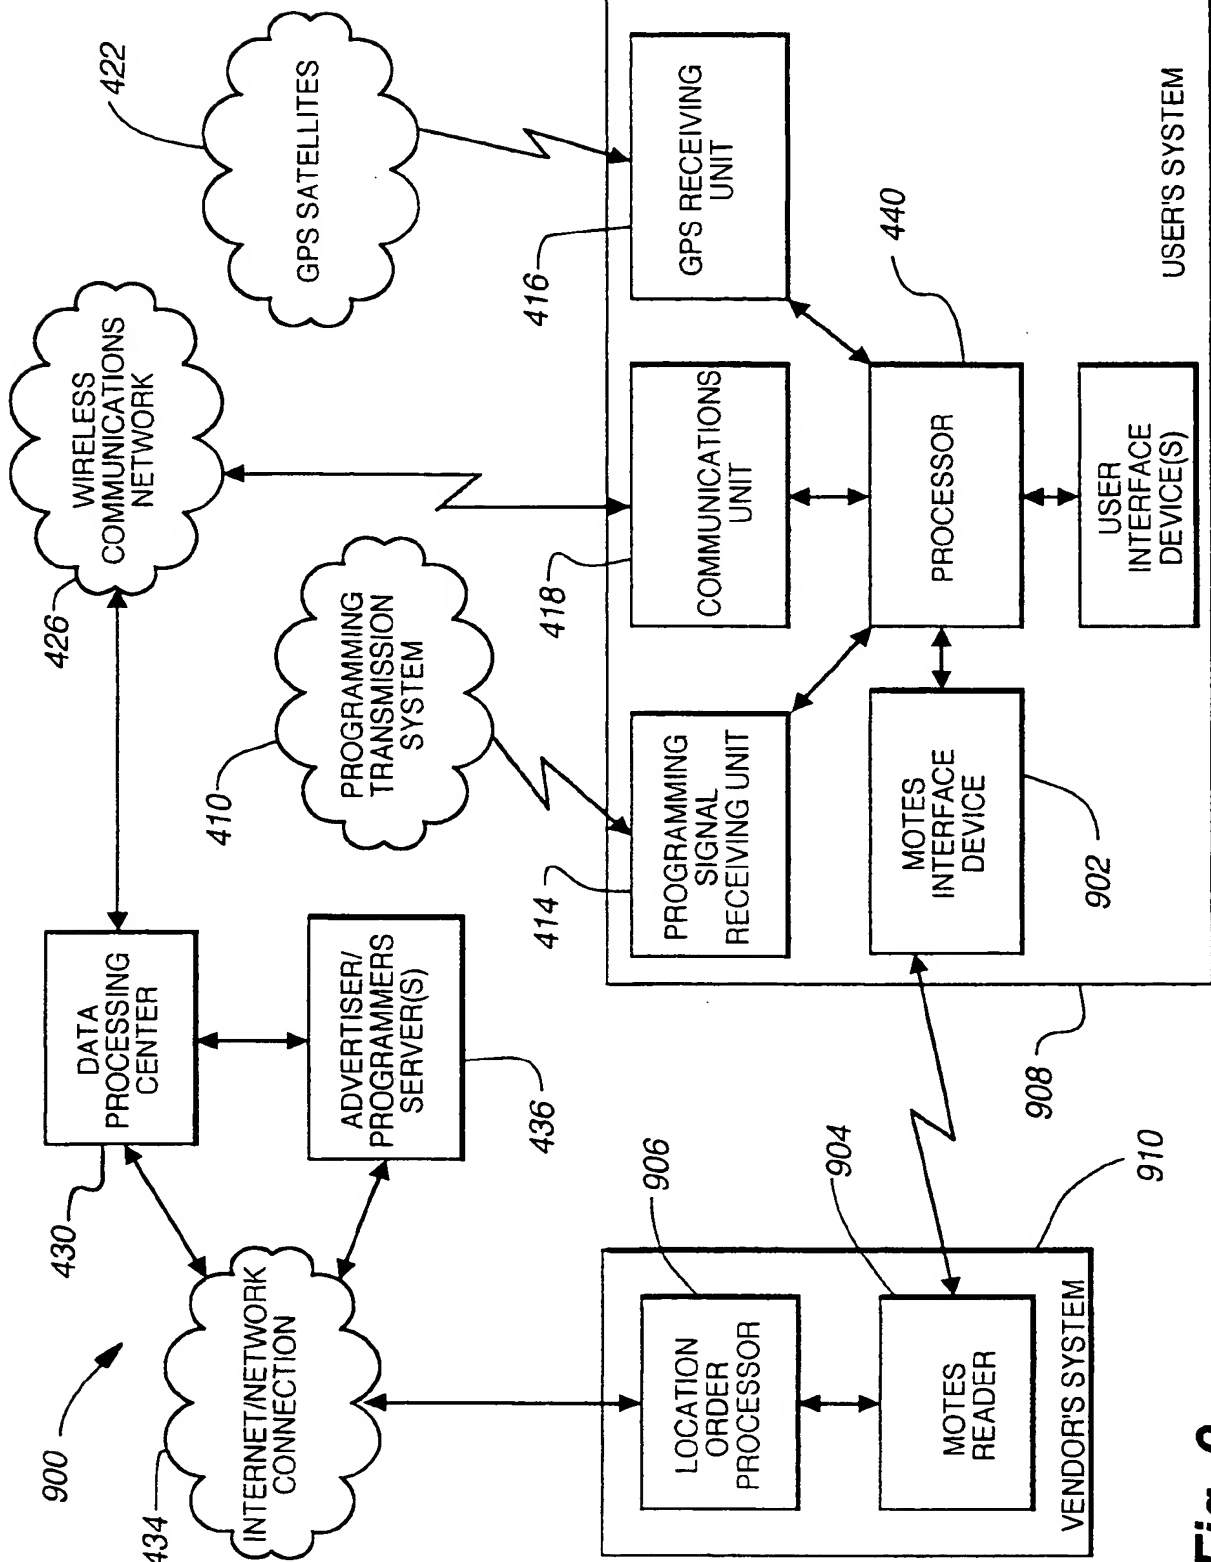 900
434
INTERNET/NETWORK
CONNECTION
430
DATA
PROCESSING
CENTER
ADVERTISER/
PROGRAMMERS
SERVER(S)
436
426
WIRELESS
COMMUNICATIONS
NETWORK
410
PROGRAMMING
TRANSMISSION
SYSTEM
422
GPS SATELLITES
906
LOCATION
ORDER
PROCESSOR
904
MOTES
READER
910
VENDOR'S SYSTEM
908
414
PROGRAMMING
SIGNAL
RECEIVING UNIT
418
COMMUNICATIONS
UNIT
416
GPS RECEIVING
UNIT
MOTES
INTERFACE
DEVICE
902
PROCESSOR
440
USER
INTERFACE
DEVICE(S)
USER'S SYSTEM
Fig.